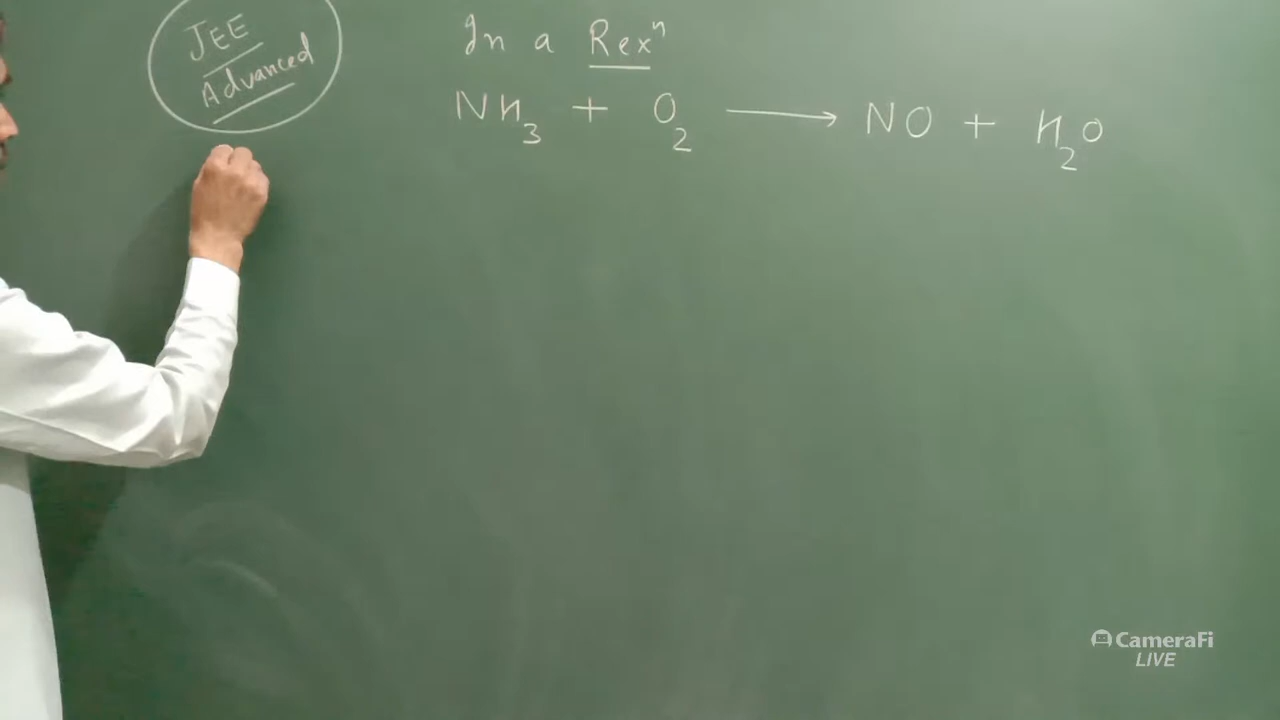 JEE
Advanced
In a Rexⁿ
NH₃ + O₂ ⟶ NO + H₂O
CameraFi
LIVE